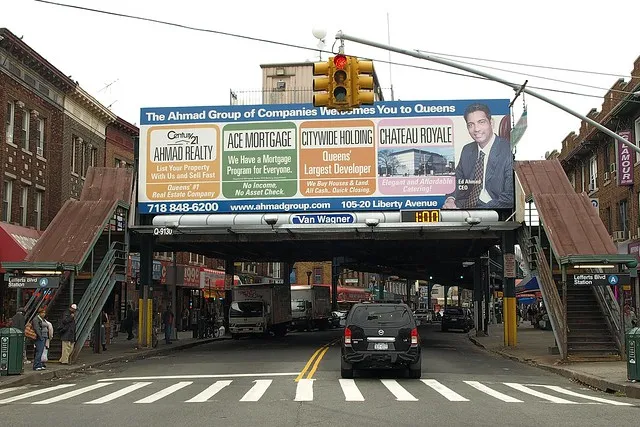 The Ahmad Group of Companies Welcomes You to Queens
Century 21
AHMAD REALTY
List Your Property
With Us and Sell Fast
Queens' #1
Real Estate Company
ACE MORTGAGE
We Have a Mortgage
Program for Everyone.
No Income,
No Asset Check.
CITYWIDE HOLDING
Queens'
Largest Developer
We Buy Houses & Land.
All Cash, Quick Closing
CHATEAU ROYALE
Elegant and Affordable
Catering!
Ed Ahmad
CEO
718 848-6200 www.ahmadgroup.com 105-20 Liberty Avenue
Van Wagner
1:00
Q-9130
Lefferts Blvd
Station
A
Lefferts Blvd
Station
A
GLAMOUR